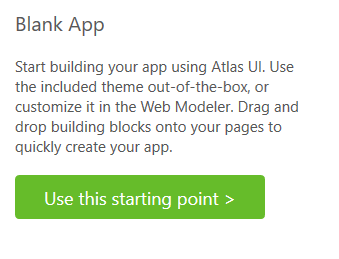 Blank App
Start building your app using Atlas UI. Use
the included theme out-of-the-box, or
customize it in the Web Modeler. Drag and
drop building blocks onto your pages to
quickly create your app.
Use this starting point >